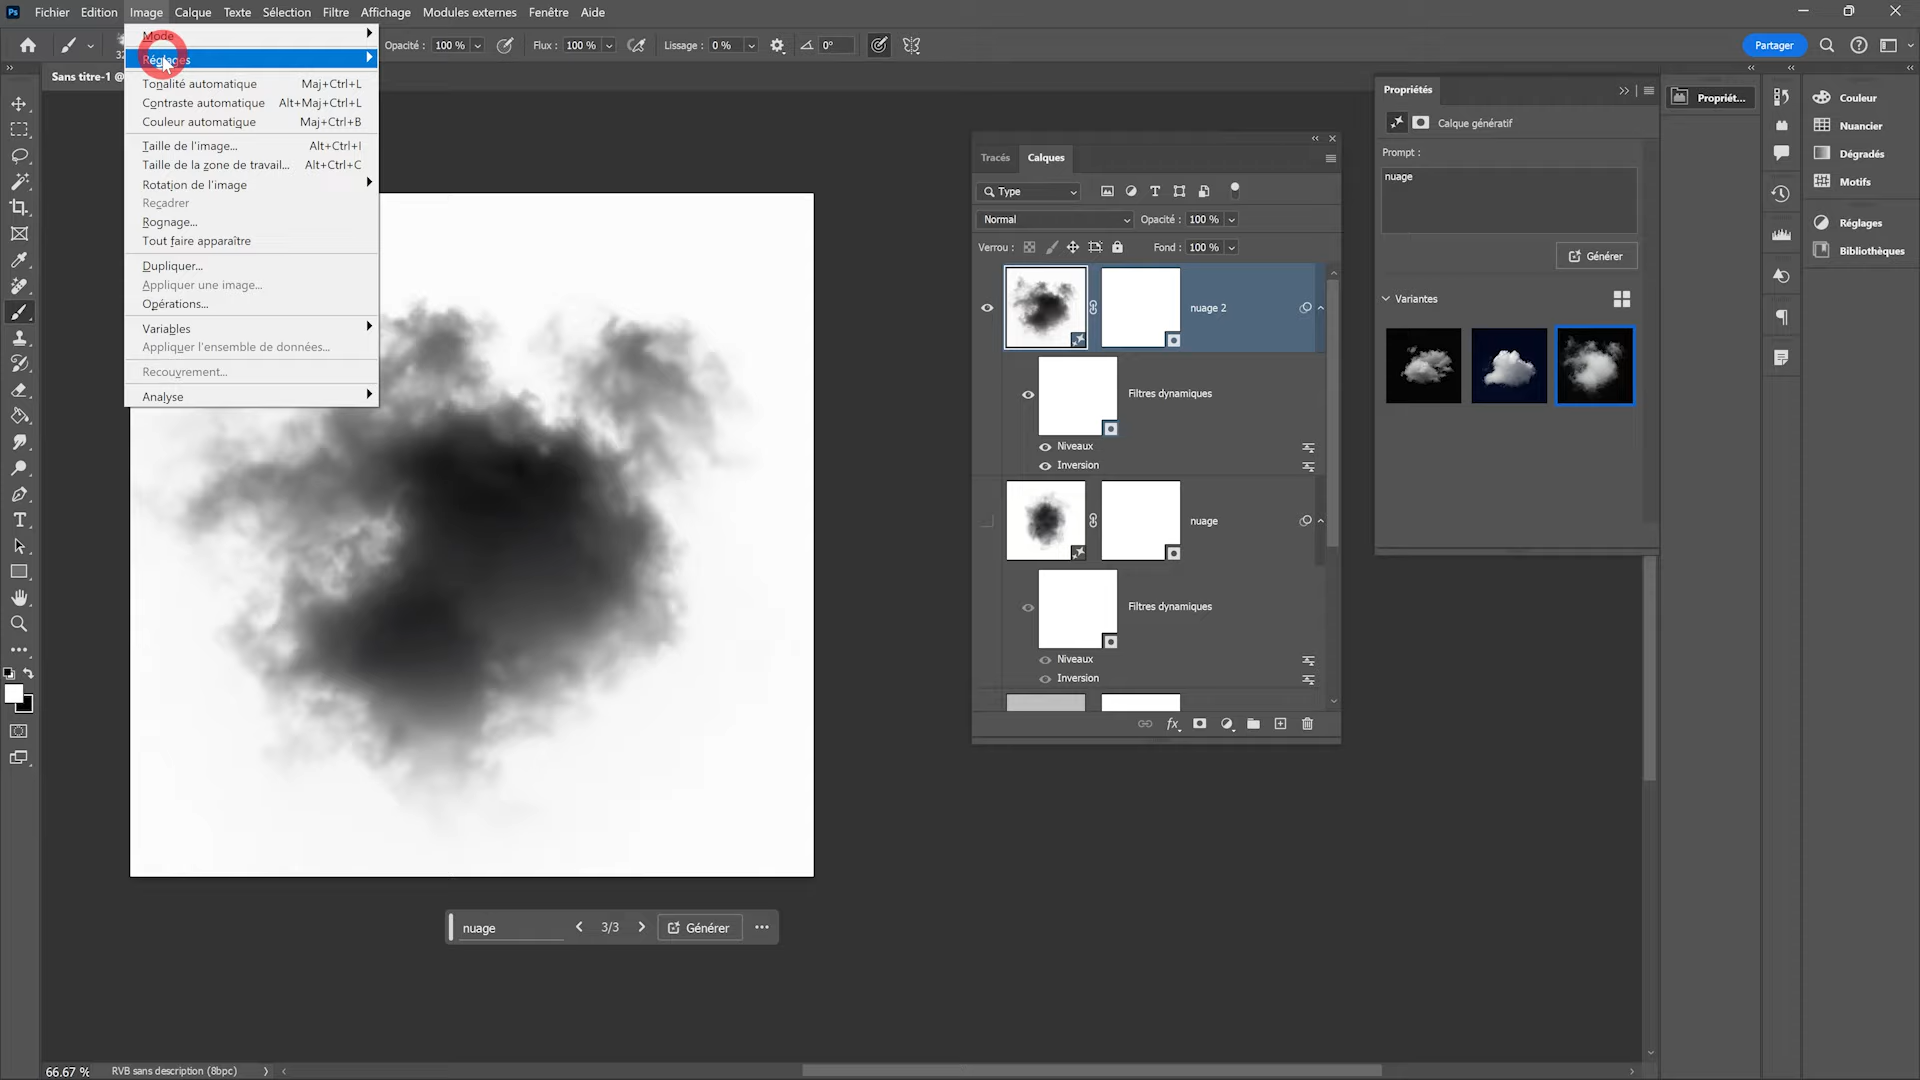 Ps Fichier Edition Image Calque Texte Sélection Filtre Affichage Modules externes Fenêtre Aide
Opacité : 100 % Flux : 100 % Lissage : 0 % 0° Partager
Sans titre-1 @
Mode
Réglages
Tonalité automatique Maj+Ctrl+L
Contraste automatique Alt+Maj+Ctrl+L
Couleur automatique Maj+Ctrl+B
Taille de l'image... Alt+Ctrl+I
Taille de la zone de travail... Alt+Ctrl+C
Rotation de l'image
Recadrer
Rognage...
Tout faire apparaître
Dupliquer...
Appliquer une image...
Opérations...
Variables
Appliquer l'ensemble de données...
Recouvrement...
Analyse
Tracés Calques
Type
Normal Opacité : 100 %
Verrou : Fond : 100 %
nuage 2
Filtres dynamiques
Niveaux
Inversion
nuage
Filtres dynamiques
Niveaux
Inversion
fx
Propriétés
Calque génératif
Prompt :
nuage
Générer
Variantes
Propriét...
Couleur
Nuancier
Dégradés
Motifs
Réglages
Bibliothèques
nuage 3/3 Générer
66.67 % RVB sans description (8bpc)